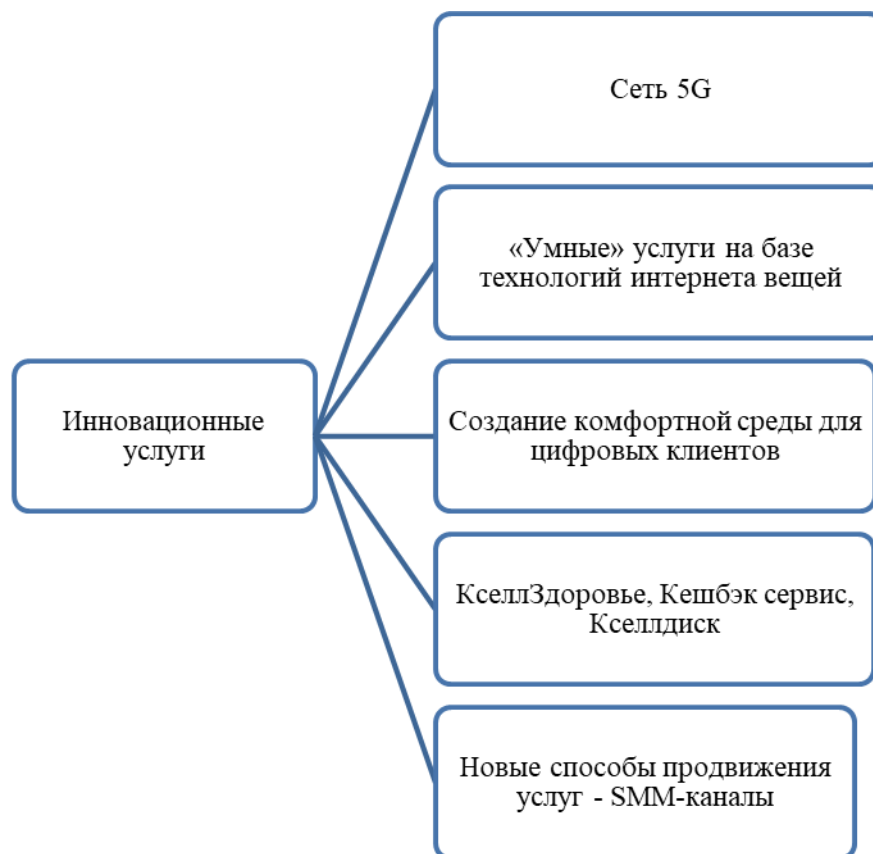 Сеть 5G
«Умные» услуги на базе
технологий интернета вещей
Инновационные
услуги
Создание комфортной среды для
цифровых клиентов
КселлЗдоровье, Кешбэк сервис,
Кселлдиск
Новые способы продвижения
услуг - SMM-каналы